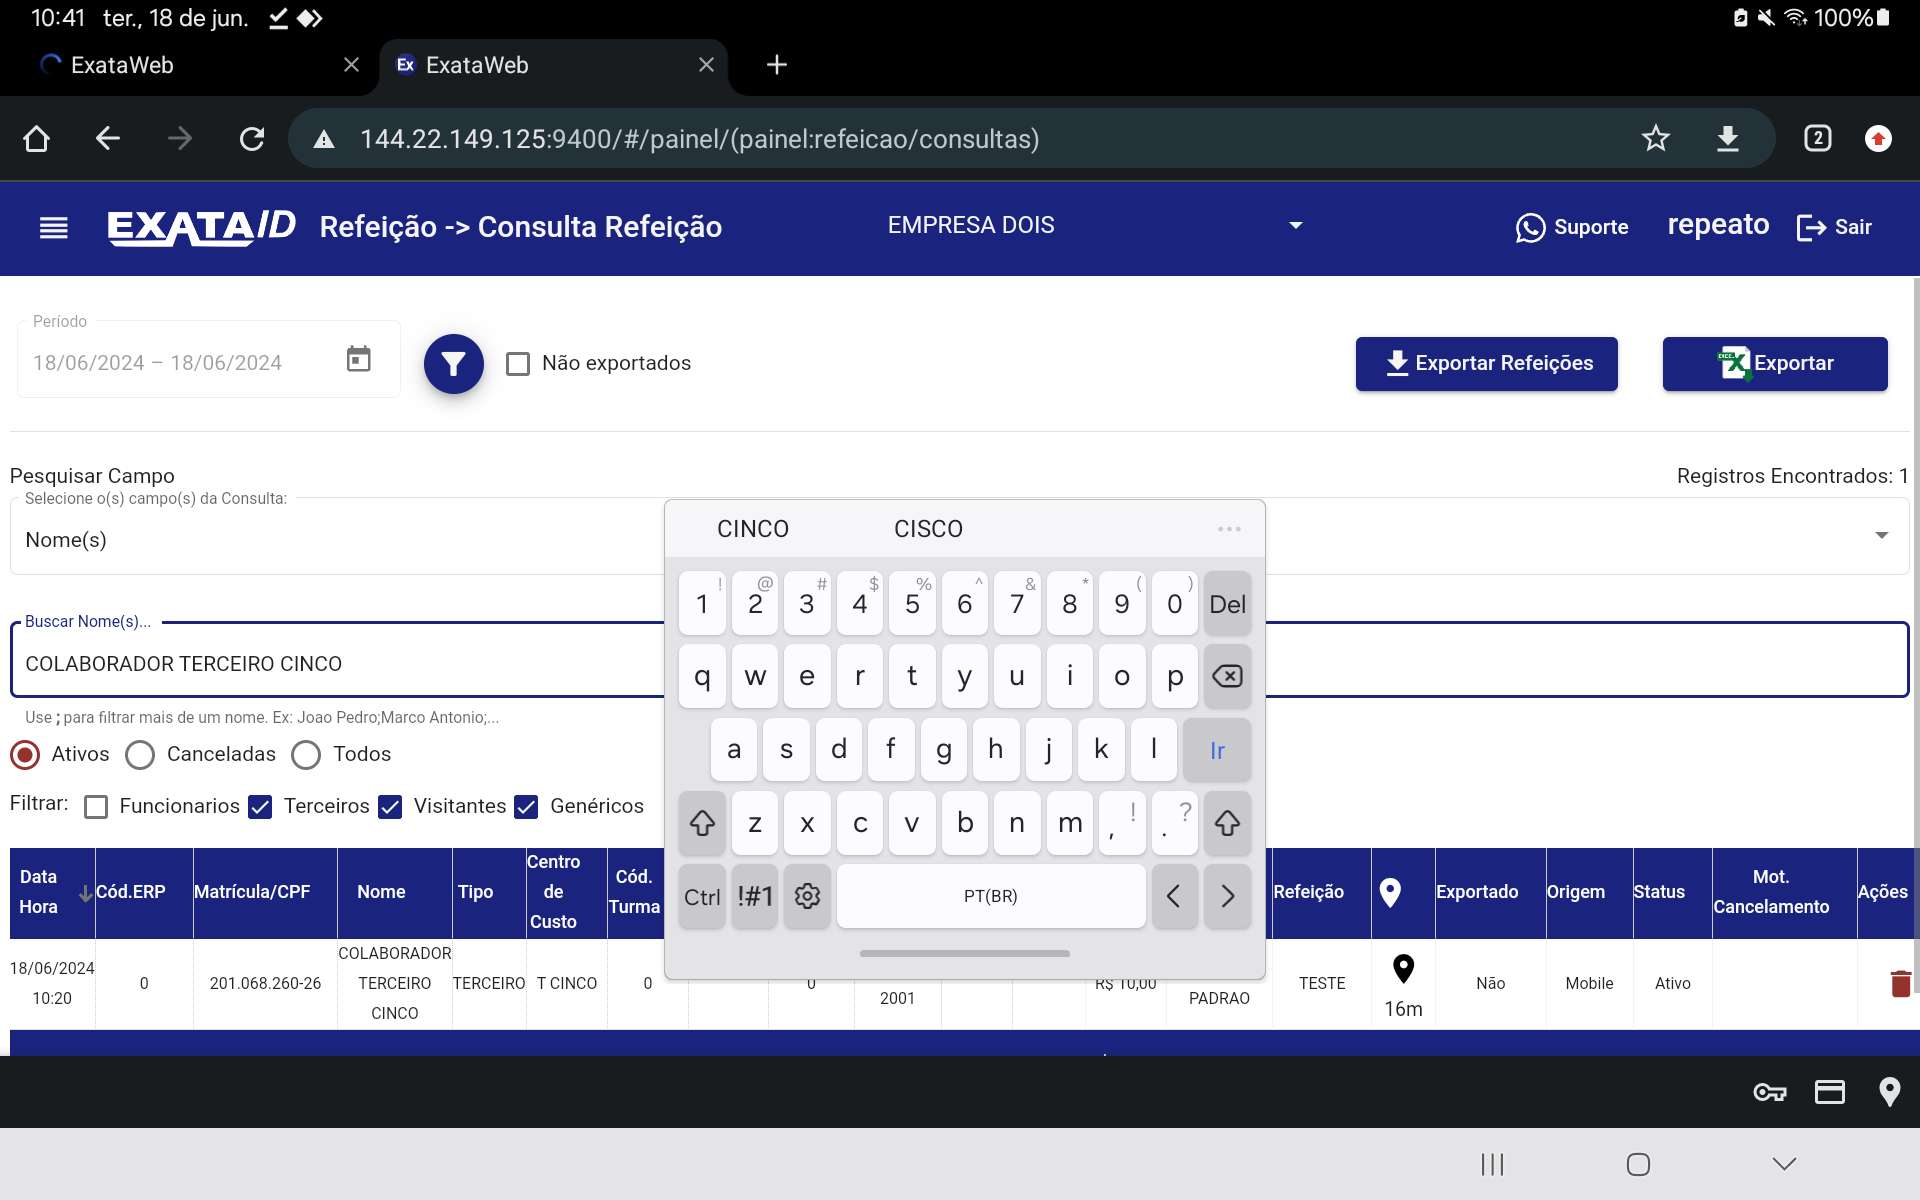 10:41 ter., 18 de jun. 100%
ExataWeb ExataWeb
144.22.149.125:9400/#/painel/(painel:refeicao/consultas) 2
EXATAID Refeição -> Consulta Refeição EMPRESA DOIS Suporte repeato Sair
Período
18/06/2024 – 18/06/2024 Não exportados Exportar Refeições Exportar
Pesquisar Campo Registros Encontrados: 1
Selecione o(s) campo(s) da Consulta:
Nome(s)
Buscar Nome(s)...
COLABORADOR TERCEIRO CINCO
Use ; para filtrar mais de um nome. Ex: Joao Pedro;Marco Antonio;...
Ativos Canceladas Todos
Filtrar: Funcionarios Terceiros Visitantes Genéricos
CINCO CISCO ...
! @ # $ % ^ & * ( )
1 2 3 4 5 6 7 8 9 0 Del
q w e r t y u i o p
a s d f g h j k l Ir
z x c v b n m , ! . ?
Ctrl !#1 PT(BR) < >
Data Hora Cód.ERP Matrícula/CPF Nome Tipo Centro de Custo Cód. Turma Refeição Exportado Origem Status Mot. Cancelamento Ações
18/06/2024 10:20 0 201.068.260-26 COLABORADOR TERCEIRO CINCO TERCEIRO T CINCO 0 0 2001 R$ 10,00 PADRAO TESTE 16m Não Mobile Ativo